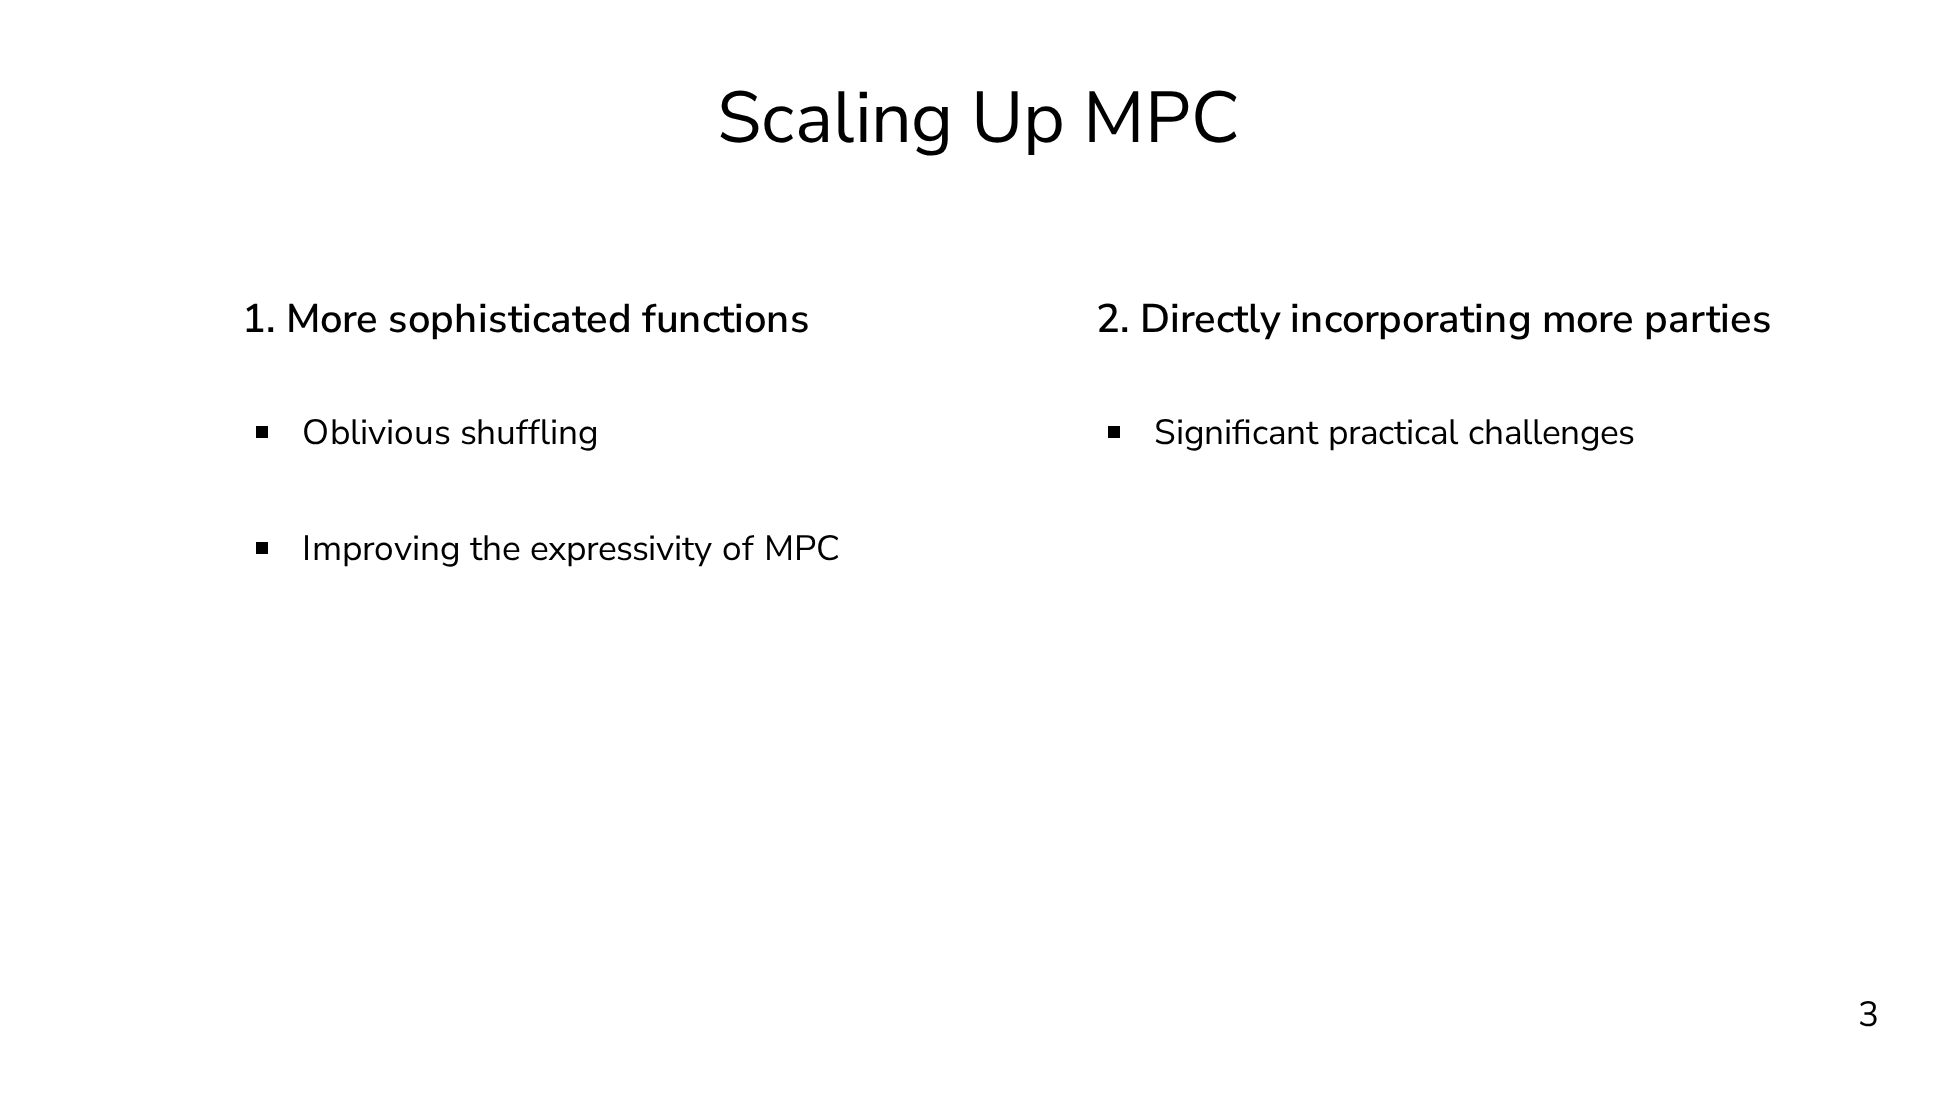 Scaling Up MPC
1. More sophisticated functions
▪ Oblivious shuffling
▪ Improving the expressivity of MPC
2. Directly incorporating more parties
▪ Significant practical challenges
3